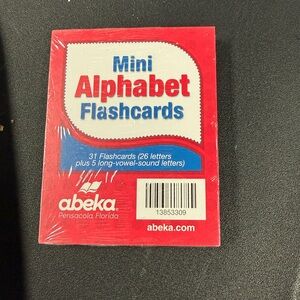 Mini
Alphabet
Flashcards
31 Flashcards (26 letters
plus 5 long-vowel-sound letters)
abeka®
Pensacola, Florida
13853309
abeka.com